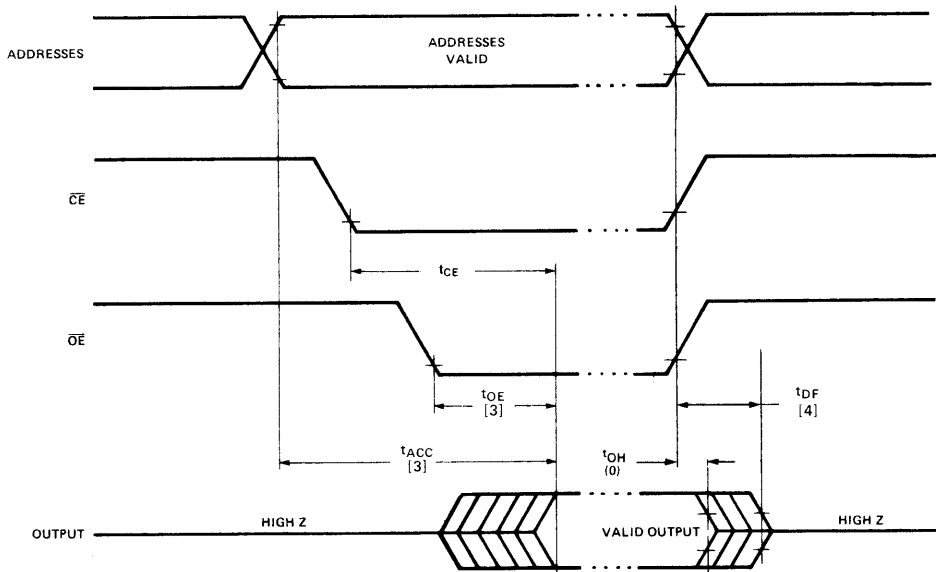 ADDRESSES
ADDRESSES
VALID
CE
tCE
OE
tOE
[3]
tDF
[4]
tACC
[3]
tOH
(0)
OUTPUT
HIGH Z
VALID OUTPUT
HIGH Z